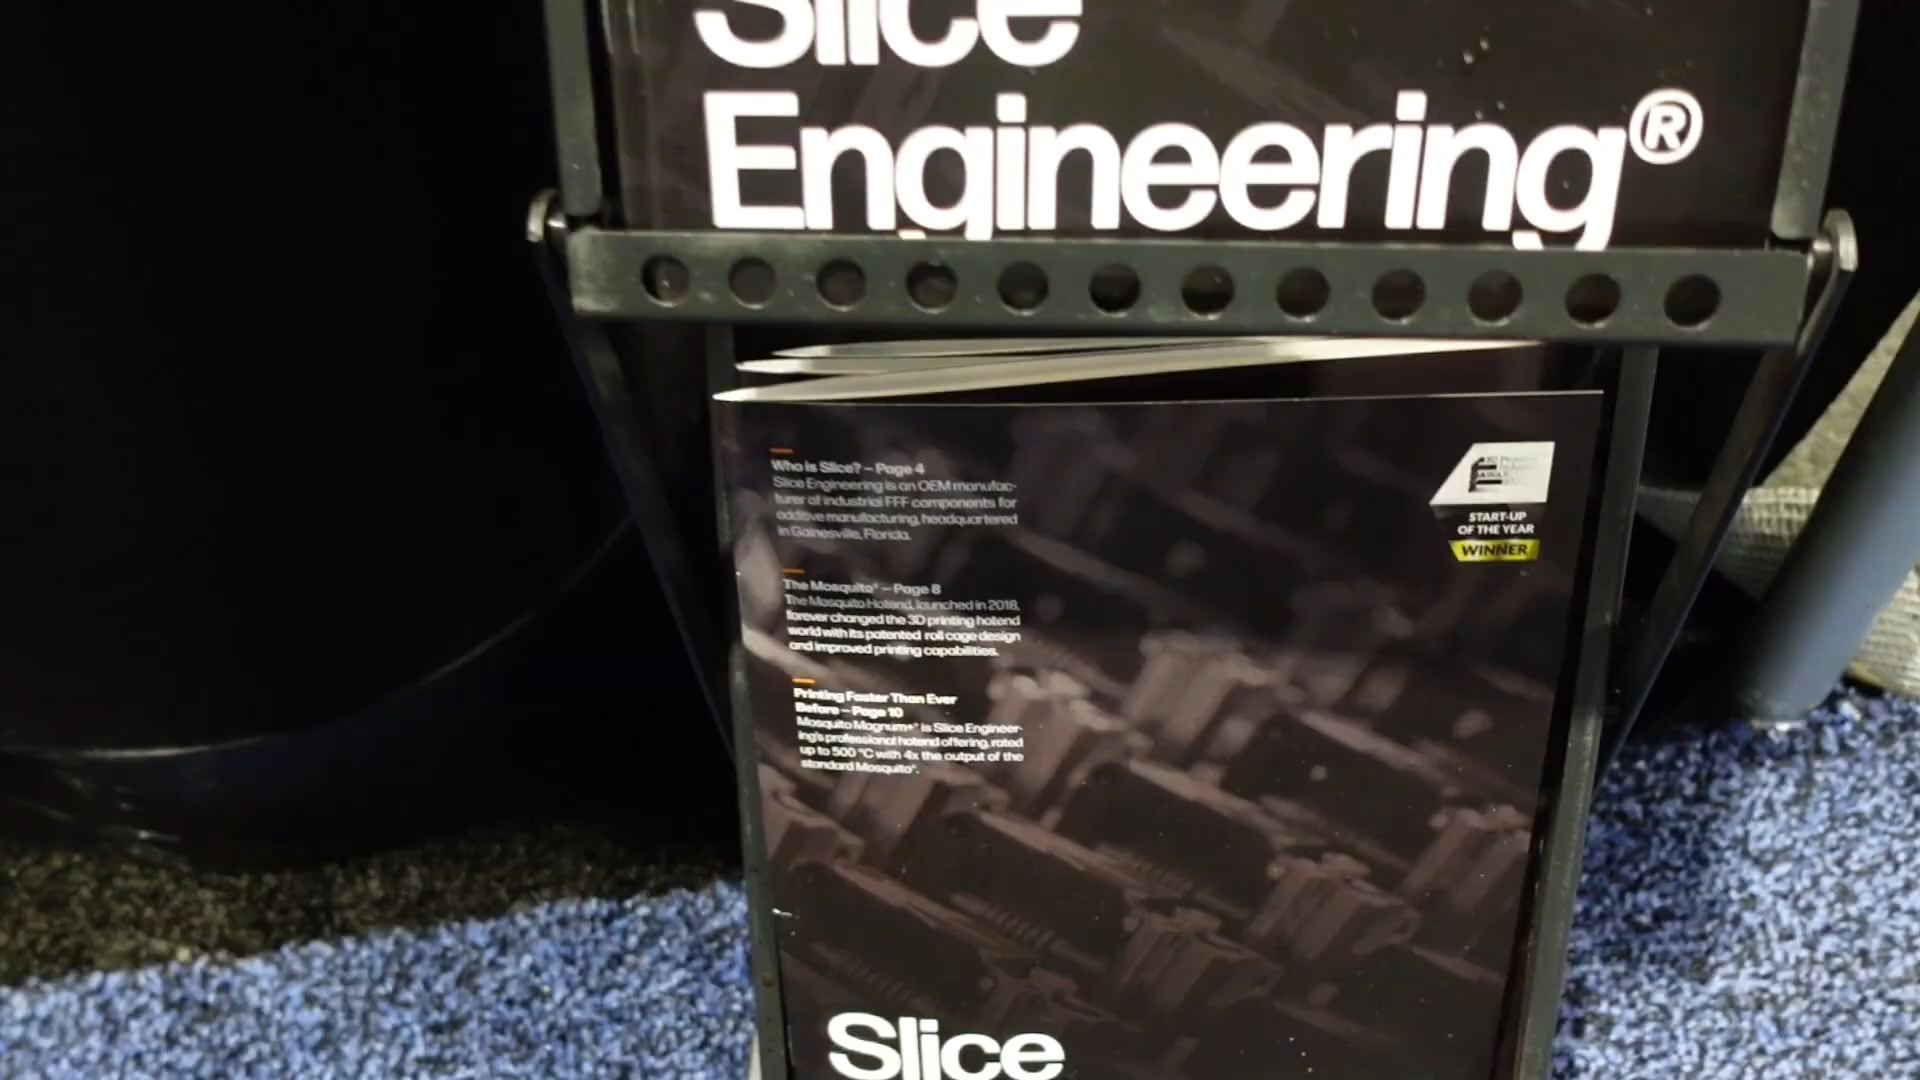 Slice
Engineering®
Who is Slice? – Page 4
Slice Engineering is an OEM manufac-
turer of industrial FFF components for
additive manufacturing, headquartered
in Gainesville, Florida.
The Mosquito® – Page 8
The Mosquito Hotend, launched in 2018,
forever changed the 3D printing hotend
world with its patented roll cage design
and improved printing capabilities.
Printing Faster Than Ever
Before – Page 10
Mosquito Magnum+® is Slice Engineer-
ing's professional hotend offering, rated
up to 500 °C with 4x the output of the
standard Mosquito®.
START-UP
OF THE YEAR
WINNER
Slice